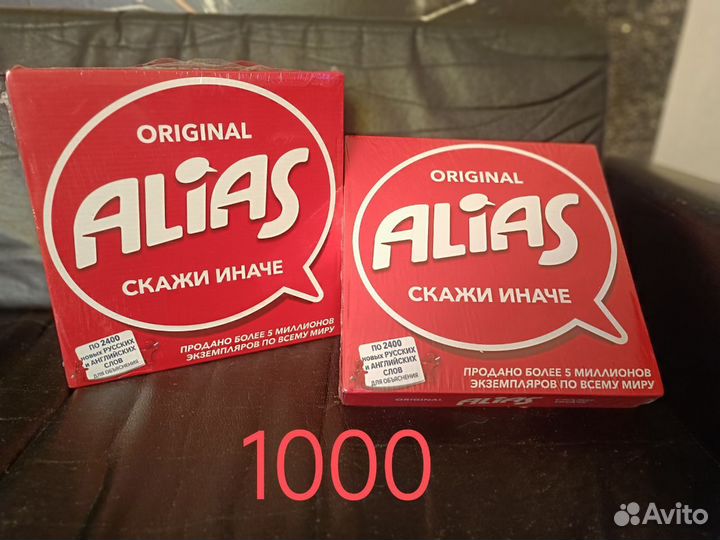 ORIGINAL
ALiAS
СКАЖИ ИНАЧЕ
ПО 2400
новых РУССКИХ
и АНГЛИЙСКИХ
СЛОВ
ДЛЯ ОБЪЯСНЕНИЯ
ПРОДАНО БОЛЕЕ 5 МИЛЛИОНОВ
ЭКЗЕМПЛЯРОВ ПО ВСЕМУ МИРУ
ORIGINAL
ALiAS
СКАЖИ ИНАЧЕ
ПО 2400
новых РУССКИХ
и АНГЛИЙСКИХ
СЛОВ
ДЛЯ ОБЪЯСНЕНИЯ
ПРОДАНО БОЛЕЕ 5 МИЛЛИОНОВ
ЭКЗЕМПЛЯРОВ ПО ВСЕМУ МИРУ
ORIGINAL ALiAS СКАЖИ
ИНАЧЕ
1000
Avito